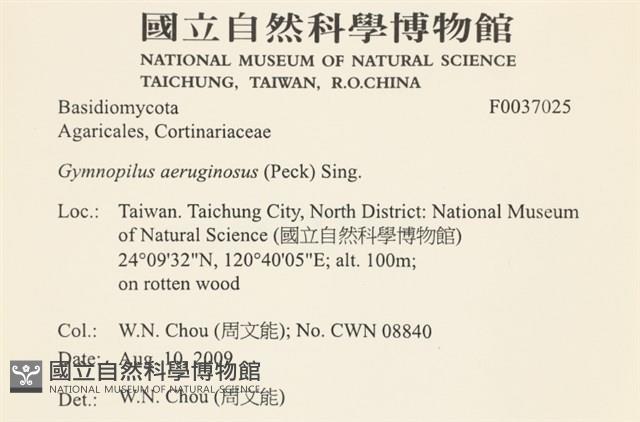 國立自然科學博物館
NATIONAL MUSEUM OF NATURAL SCIENCE
TAICHUNG, TAIWAN, R.O.CHINA
Basidiomycota F0037025
Agaricales, Cortinariaceae
Gymnopilus aeruginosus (Peck) Sing.
Loc.: Taiwan. Taichung City, North District: National Museum
of Natural Science (國立自然科學博物館)
24°09'32"N, 120°40'05"E; alt. 100m;
on rotten wood
Col.: W.N. Chou (周文能); No. CWN 08840
Date: Aug. 10, 2009
國立自然科學博物館
NATIONAL MUSEUM OF NATURAL SCIENCE
Det.: W.N. Chou (周文能)